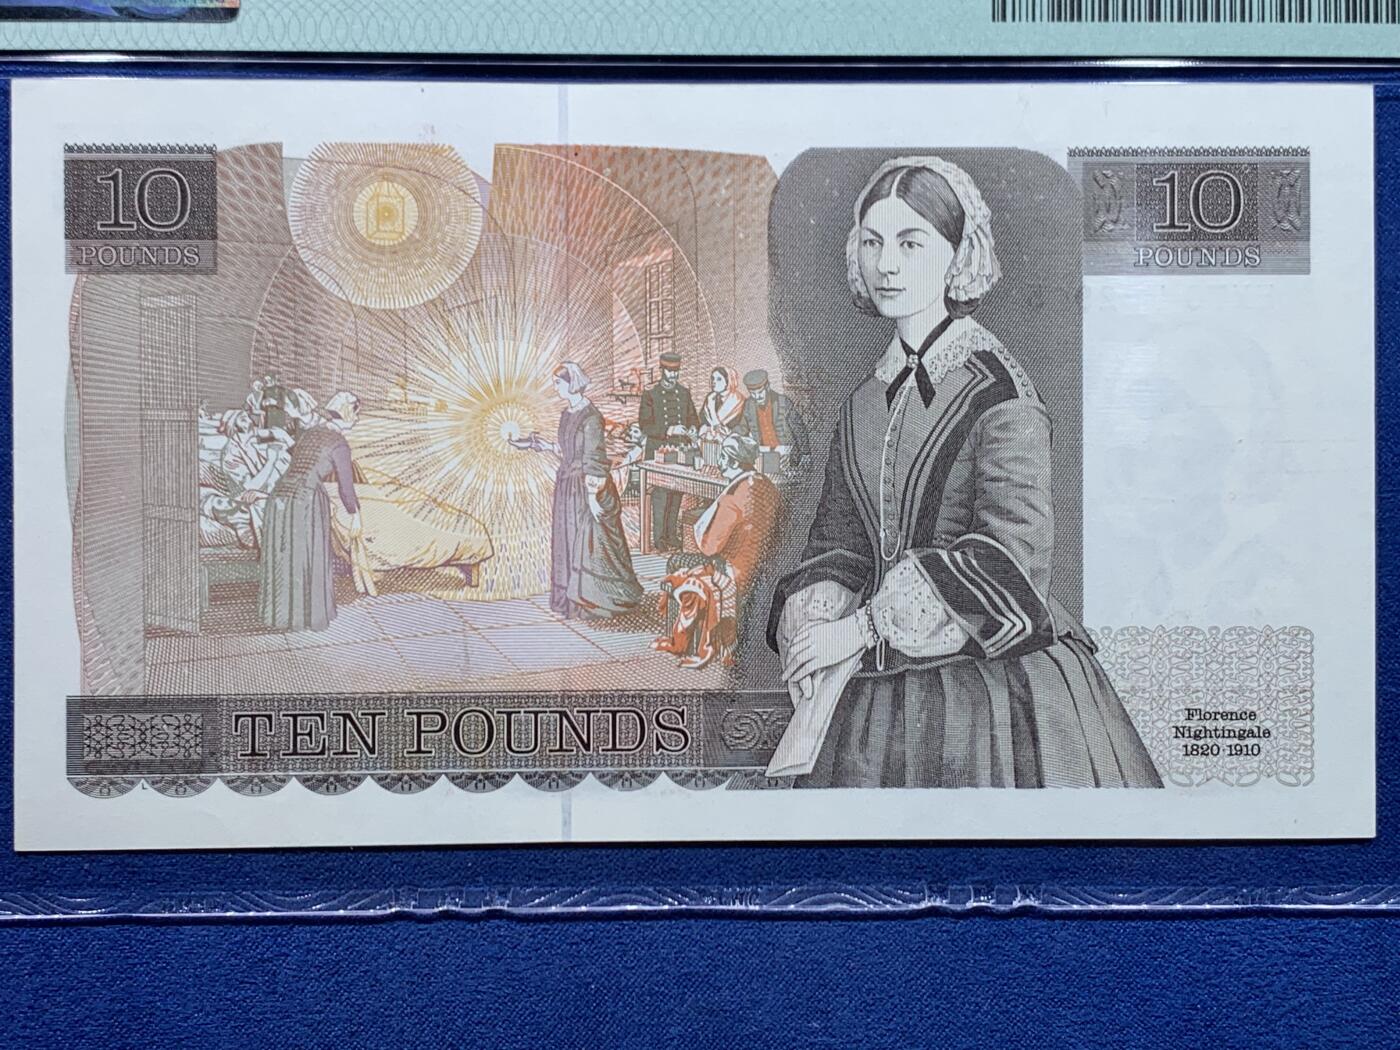 10
POUNDS
10
POUNDS
TEN POUNDS
Florence
Nightingale
1820 1910
L